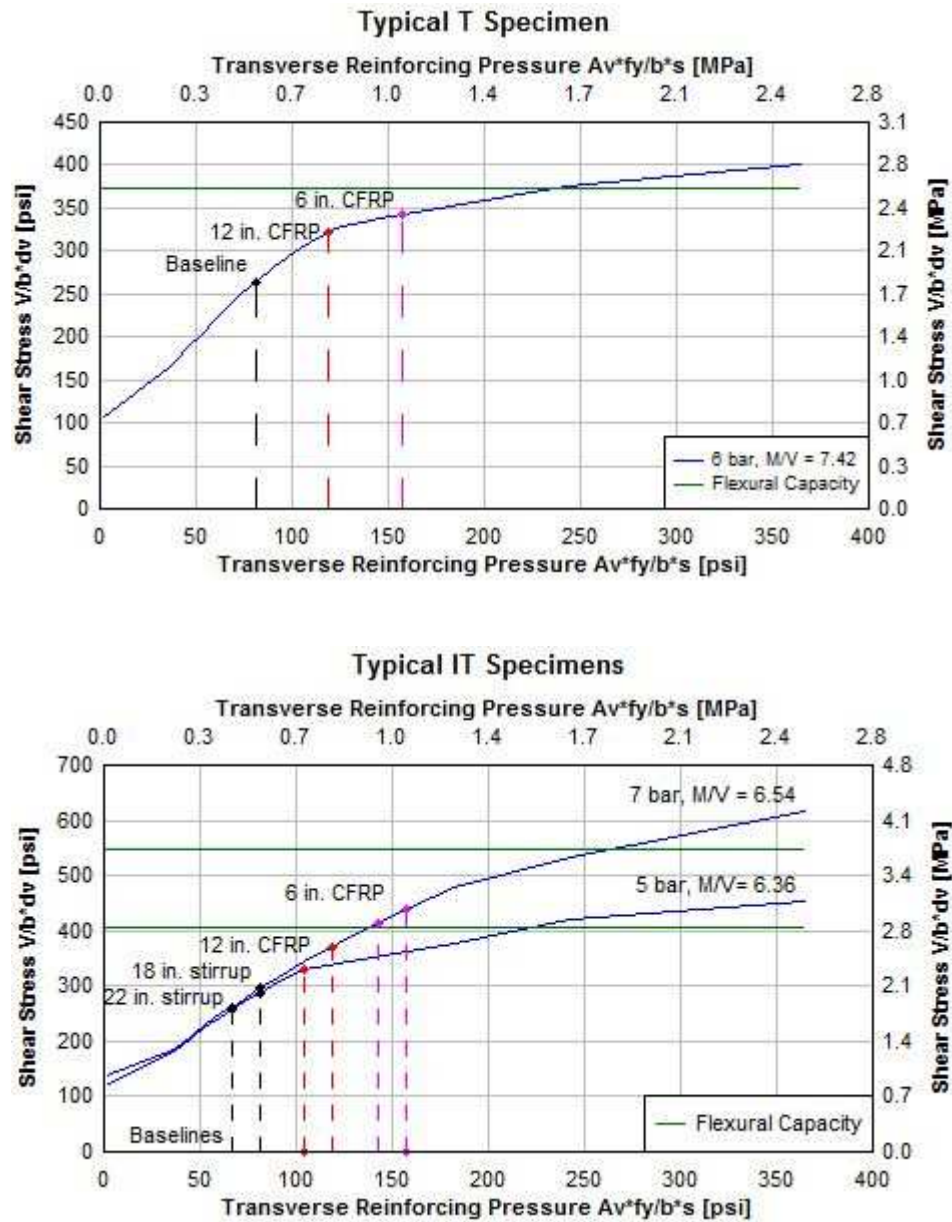 Typical T Specimen
Transverse Reinforcing Pressure Av*fy/b*s [MPa]
0.0 0.3 0.7 1.0 1.4 1.7 2.1 2.4 2.8
Shear Stress V/b*dv [psi]
450 3.1
400 2.8
350 2.4
300 2.1
250 1.7
200 1.4
150 1.0
100 0.7
50 0.3
0 0.0
Shear Stress V/b*dv [MPa]
6 in. CFRP
12 in. CFRP
Baseline
6 bar, M/V = 7.42
Flexural Capacity
0 50 100 150 200 250 300 350 400
Transverse Reinforcing Pressure Av*fy/b*s [psi]
Typical IT Specimens
Transverse Reinforcing Pressure Av*fy/b*s [MPa]
0.0 0.3 0.7 1.0 1.4 1.7 2.1 2.4 2.8
Shear Stress V/b*dv [psi]
700 4.8
600 4.1
500 3.4
400 2.8
300 2.1
200 1.4
100 0.7
0 0.0
Shear Stress V/b*dv [MPa]
7 bar, M/V = 6.54
6 in. CFRP
5 bar, M/V= 6.36
12 in. CFRP
18 in. stirrup
22 in. stirrup
Baselines
Flexural Capacity
0 50 100 150 200 250 300 350 400
Transverse Reinforcing Pressure Av*fy/b*s [psi]